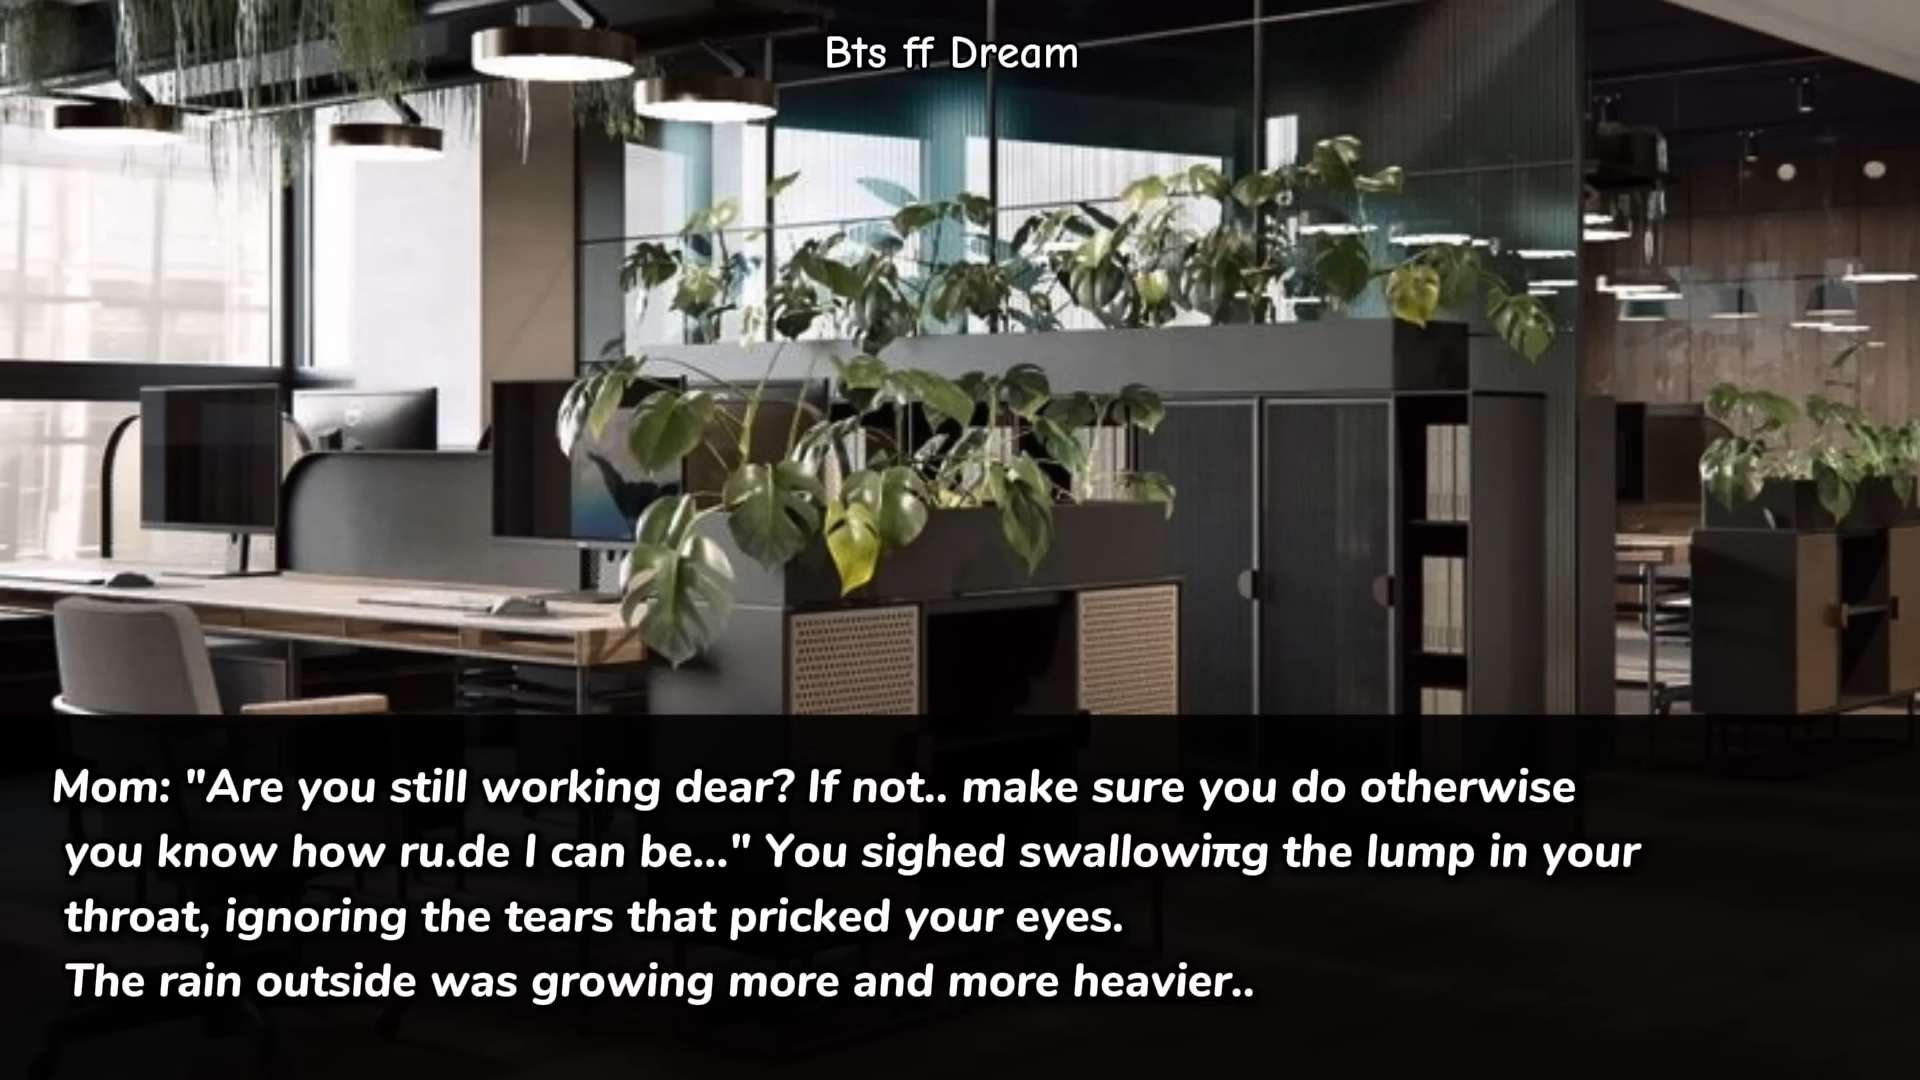 Bts ff Dream
Mom: "Are you still working dear? If not.. make sure you do otherwise
you know how ru.de I can be..." You sighed swallowiπg the lump in your
throat, ignoring the tears that pricked your eyes.
The rain outside was growing more and more heavier..